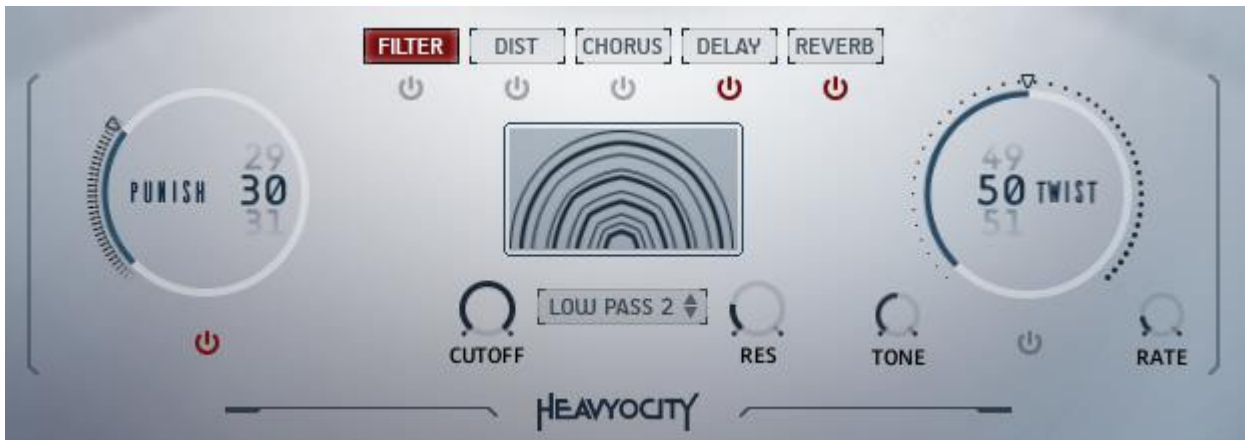 FILTER DIST CHORUS DELAY REVERB
29
PUNISH 30
31
49
50 TWIST
51
LOW PASS 2
CUTOFF RES TONE RATE
HEAVYOCITY